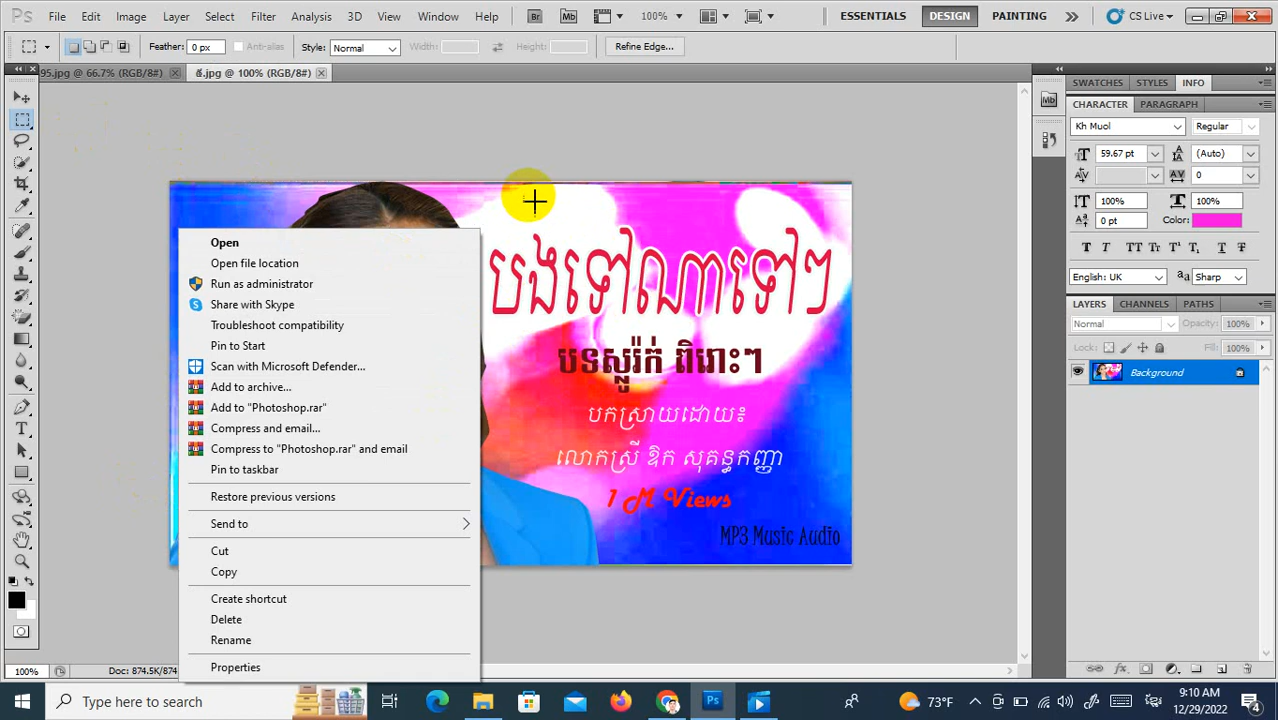 Ps File Edit Image Layer Select Filter Analysis 3D View Window Help Br Mb 100% ESSENTIALS DESIGN PAINTING CS Live
Feather: 0 px Anti-alias Style: Normal Width: Height: Refine Edge...
95.jpg @ 66.7% (RGB/8#) ធំ.jpg @ 100% (RGB/8#)
SWATCHES STYLES INFO
CHARACTER PARAGRAPH
Kh Muol Regular
59.67 pt (Auto)
0
100% 100%
0 pt Color:
T T TT Tr T¹ T₁ T T
English: UK aa Sharp
LAYERS CHANNELS PATHS
Normal Opacity: 100%
Lock: Fill: 100%
Background
Open
Open file location
Run as administrator
Share with Skype
Troubleshoot compatibility
Pin to Start
Scan with Microsoft Defender...
Add to archive...
Add to "Photoshop.rar"
Compress and email...
Compress to "Photoshop.rar" and email
Pin to taskbar
Restore previous versions
Send to
Cut
Copy
Create shortcut
Delete
Rename
Properties
បងទៅណាទៅៗ
បទស្លូរ៉ក់ ពិរោះៗ
បកស្រាយដោយ៖
លោកស្រី ឱក សុគន្ធកញ្ញា
1 M Views
MP3 Music Audio
100% Doc: 874.5K/874
Type here to search
73°F
9:10 AM
12/29/2022
4